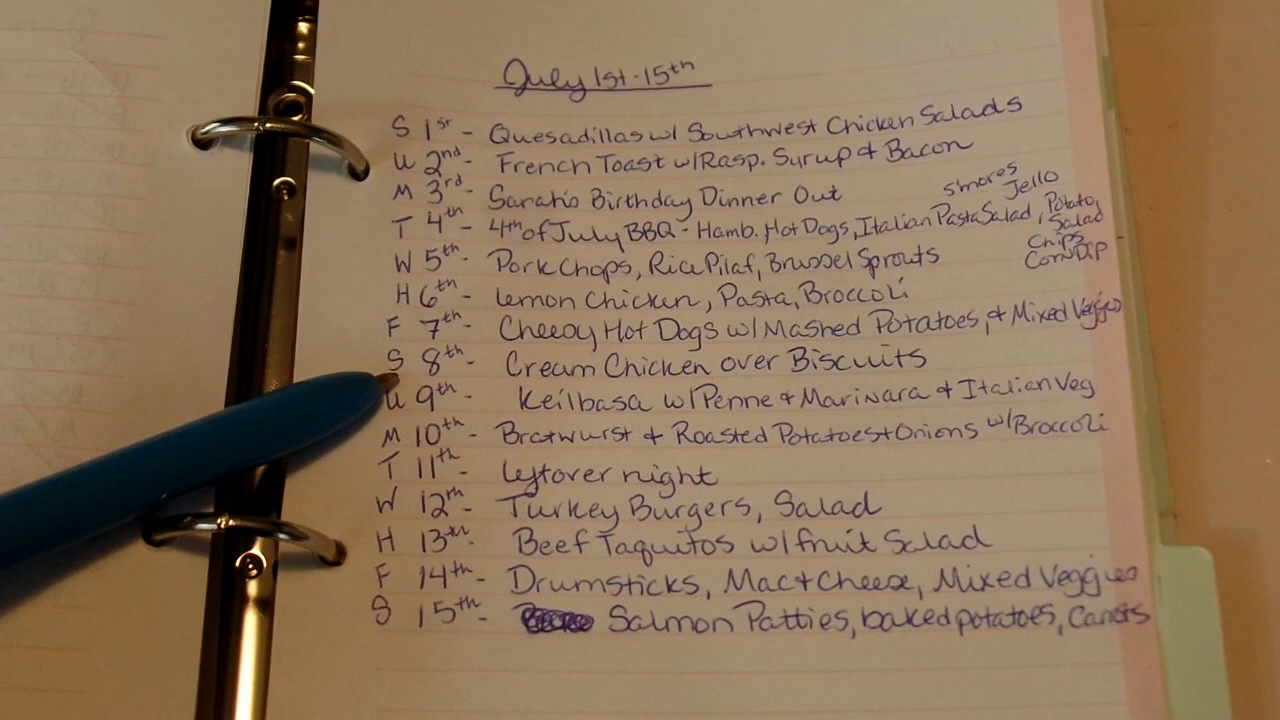 July 1st-15th
S 1st - Quesadillas w/ Southwest Chicken Salads
U 2nd - French Toast w/Rasp. Syrup & Bacon
M 3rd - Sarah's Birthday Dinner Out
s'mores
Jello
T 4th - 4th of July BBQ - Hamb. Hot Dogs, Italian Pasta Salad, Potato Salad
Chips
Corn Dip
W 5th - Pork Chops, Rice Pilaf, Brussel Sprouts
H 6th - Lemon Chicken, Pasta, Broccoli
F 7th - Cheesy Hot Dogs w/Mashed Potatoes, & Mixed Veggies
S 8th - Cream Chicken over Biscuits
U 9th - Keilbasa w/Penne & Marinara & Italian Veg
M 10th - Bratwurst & Roasted Potatoes + Onions w/Broccoli
T 11th - Leftover night
W 12th - Turkey Burgers, Salad
H 13th - Beef Taquitos w/fruit Salad
F 14th - Drumsticks, Mac & Cheese, Mixed Veggies
S 15th - Salmon Patties, baked potatoes, Carrots